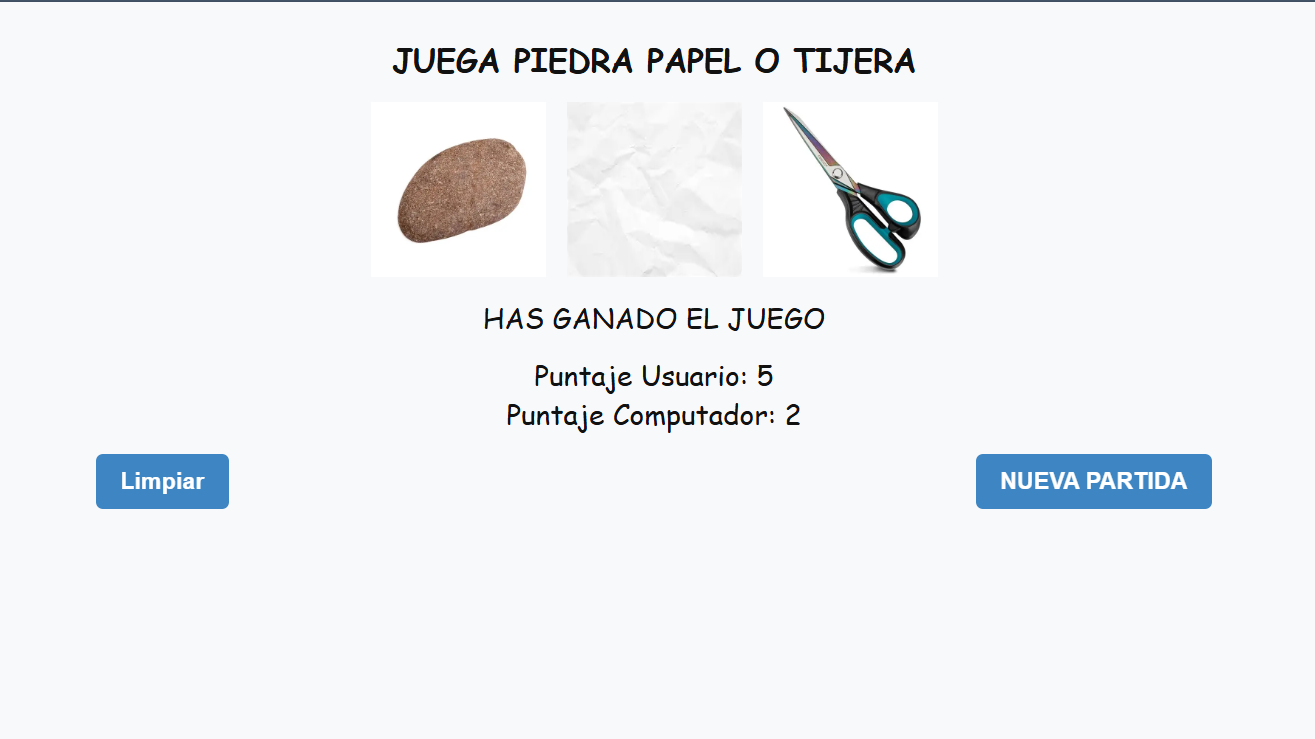 JUEGA PIEDRA PAPEL O TIJERA
HAS GANADO EL JUEGO
Puntaje Usuario: 5
Puntaje Computador: 2
Limpiar
NUEVA PARTIDA